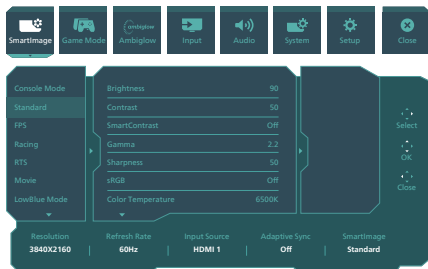 SmartImage
Game Mode
ambiglow
Ambiglow
Input
Audio
System
Setup
Close
Console Mode
Standard
FPS
Racing
RTS
Movie
LowBlue Mode
Brightness 90
Contrast 50
SmartContrast Off
Gamma 2.2
Sharpness 50
sRGB Off
Color Temperature 6500K
Select
OK
Close
Resolution Refresh Rate Input Source Adaptive Sync SmartImage
3840X2160 | 60Hz | HDMI 1 | Off | Standard